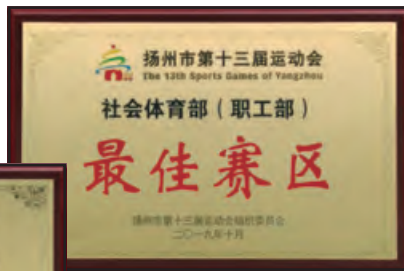 扬州市第十三届运动会
The 13th Sports Games of Yangzhou
社会体育部（职工部）
最佳赛区
扬州市第十三届运动会组织委员会
二〇一九年十月